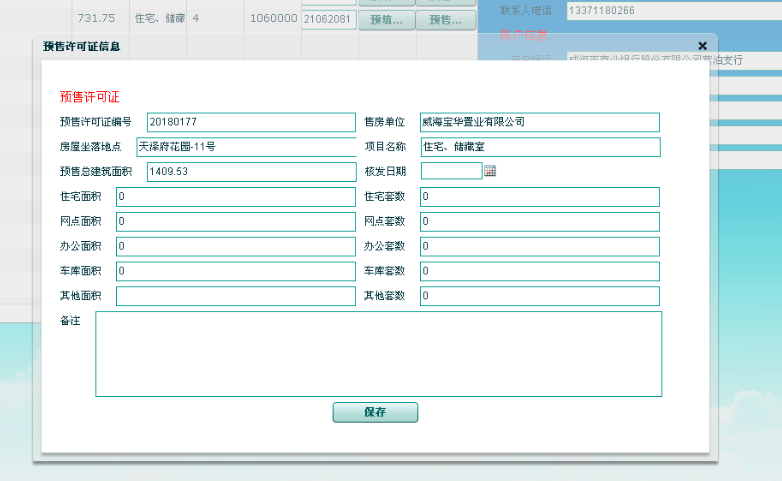 731.75 住宅、储藏 4 1060000 21062081 预填... 预售...
联系人电话 13371180266
账户信息
预售许可证信息
预售许可证
预售许可证编号 20180177 售房单位 威海宝华置业有限公司
房屋坐落地点 天泽府花园-11号 项目名称 住宅、储藏室
预售总建筑面积 1409.53 核发日期
住宅面积 0 住宅套数 0
网点面积 0 网点套数 0
办公面积 0 办公套数 0
车库面积 0 车库套数 0
其他面积 其他套数 0
备注
保存